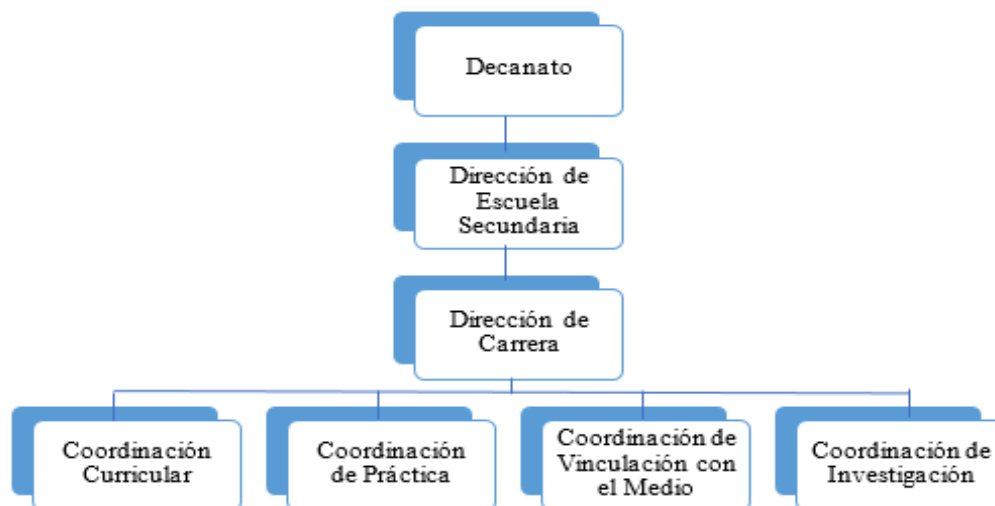 Decanato
Dirección de
Escuela
Secundaria
Dirección de
Carrera
Coordinación
Curricular
Coordinación
de Práctica
Coordinación de
Vinculación con
el Medio
Coordinación de
Investigación